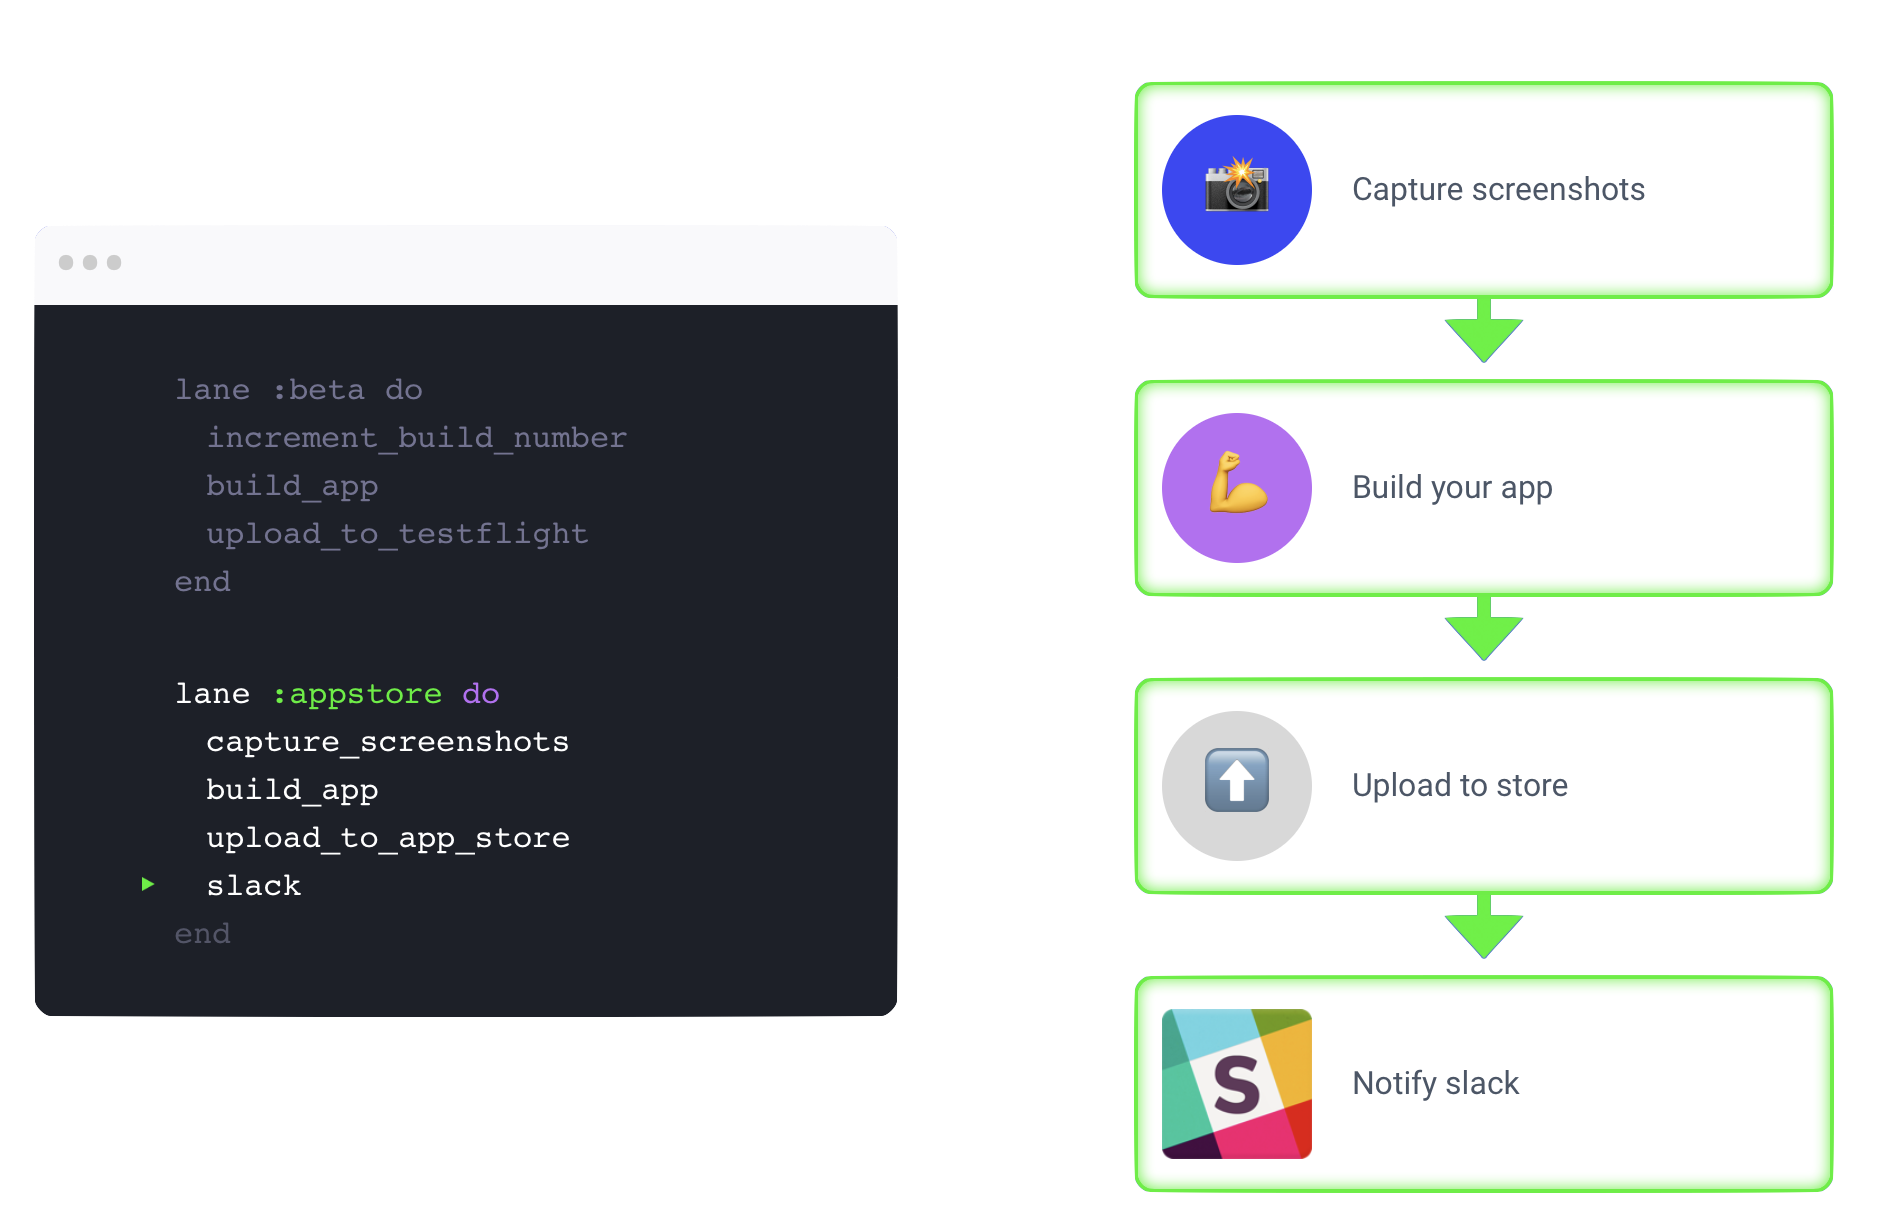 lane :beta do
increment_build_number
build_app
upload_to_testflight
end
lane :appstore do
capture_screenshots
build_app
upload_to_app_store
slack
end
Capture screenshots
Build your app
Upload to store
S
Notify slack